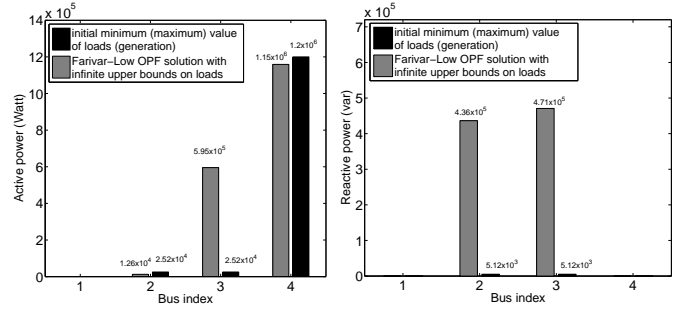 x 10^5
14
12
10
8
6
4
2
0
Active power (Watt)
initial minimum (maximum) value
of loads (generation)
Farivar−Low OPF solution with
infinite upper bounds on loads
1.26x10^4
2.52x10^4
5.95x10^5
2.52x10^4
1.15x10^6
1.2x10^6
1
2
3
4
Bus index
x 10^5
7
6
5
4
3
2
1
0
Reactive power (var)
initial minimum (maximum) value
of loads (generation)
Farivar−Low OPF solution with
infinite upper bounds on loads
4.36x10^5
5.12x10^3
4.71x10^5
5.12x10^3
1
2
3
4
Bus index